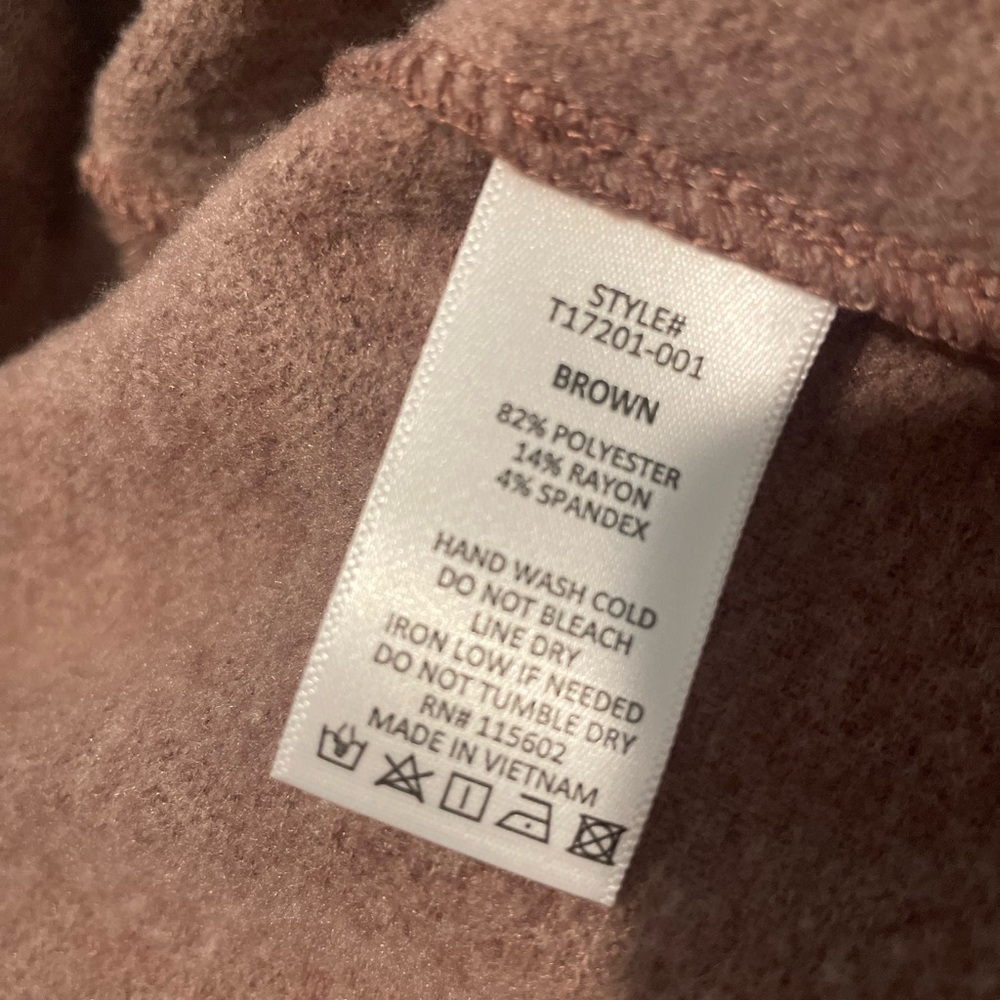 STYLE#
T17201-001
BROWN
82% POLYESTER
14% RAYON
4% SPANDEX
HAND WASH COLD
DO NOT BLEACH
LINE DRY
IRON LOW IF NEEDED
DO NOT TUMBLE DRY
RN# 115602
MADE IN VIETNAM